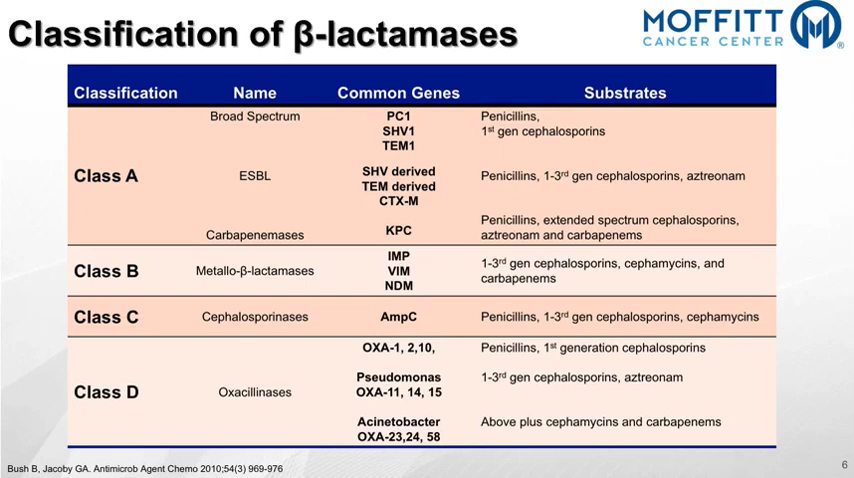 Classification of β-lactamases
MOFFITT
CANCER CENTER
®
Classification Name Common Genes Substrates
Class A
Broad Spectrum
PC1
SHV1
TEM1
Penicillins,
1st gen cephalosporins
ESBL
SHV derived
TEM derived
CTX-M
Penicillins, 1-3rd gen cephalosporins, aztreonam
Carbapenemases
KPC
Penicillins, extended spectrum cephalosporins,
aztreonam and carbapenems
Class B
Metallo-β-lactamases
IMP
VIM
NDM
1-3rd gen cephalosporins, cephamycins, and
carbapenems
Class C
Cephalosporinases
AmpC
Penicillins, 1-3rd gen cephalosporins, cephamycins
Class D
Oxacillinases
OXA-1, 2,10,
Penicillins, 1st generation cephalosporins
Pseudomonas
OXA-11, 14, 15
1-3rd gen cephalosporins, aztreonam
Acinetobacter
OXA-23,24, 58
Above plus cephamycins and carbapenems
Bush B, Jacoby GA. Antimicrob Agent Chemo 2010;54(3) 969-976
6